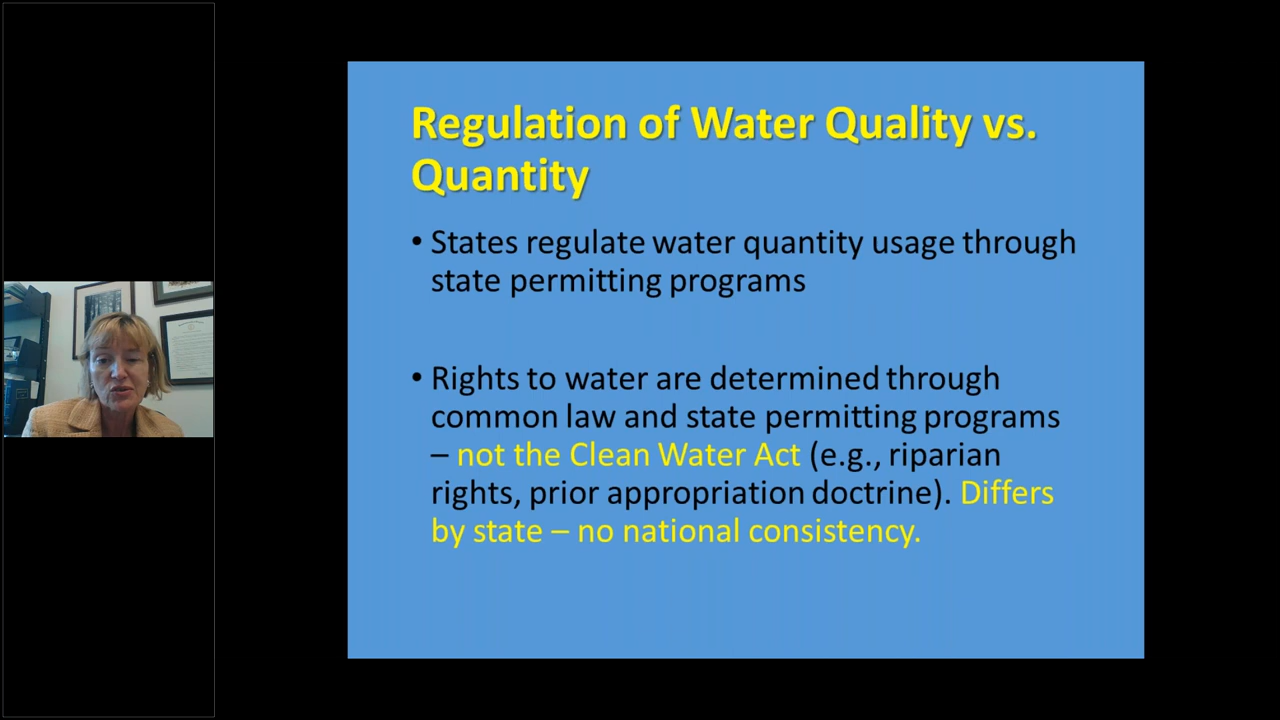 Regulation of Water Quality vs.
Quantity
• States regulate water quantity usage through
state permitting programs
• Rights to water are determined through
common law and state permitting programs
– not the Clean Water Act (e.g., riparian
rights, prior appropriation doctrine). Differs
by state – no national consistency.